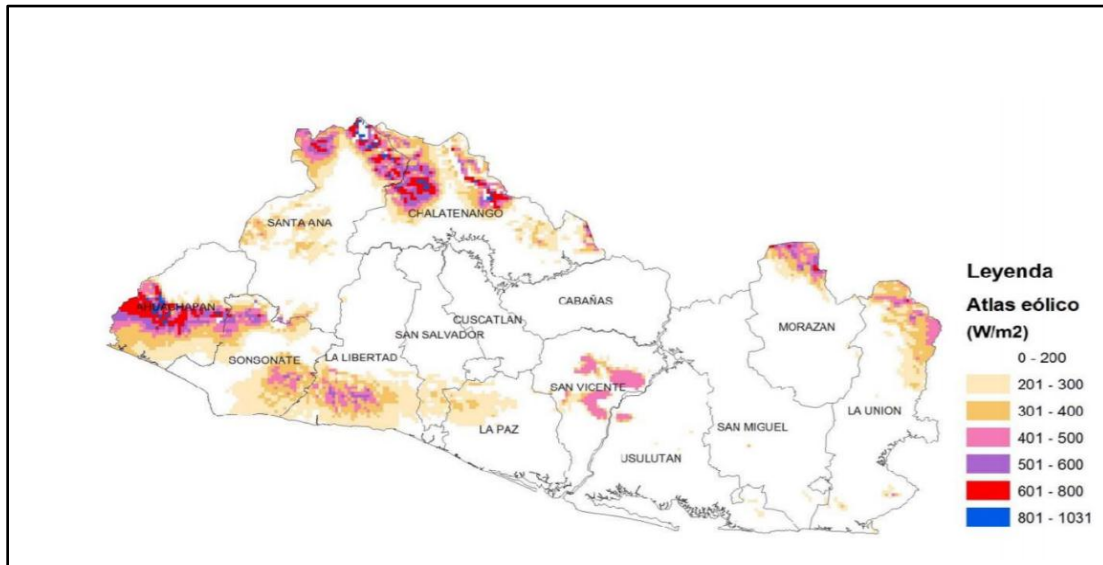 SANTA ANA
CHALATENANGO
AHUACHAPAN
CABAÑAS
CUSCATLAN
MORAZAN
SAN SALVADOR
SONSONATE
LA LIBERTAD
SAN VICENTE
LA UNION
LA PAZ
SAN MIGUEL
USULUTAN
Leyenda
Atlas eólico
(W/m2)
0 - 200
201 - 300
301 - 400
401 - 500
501 - 600
601 - 800
801 - 1031